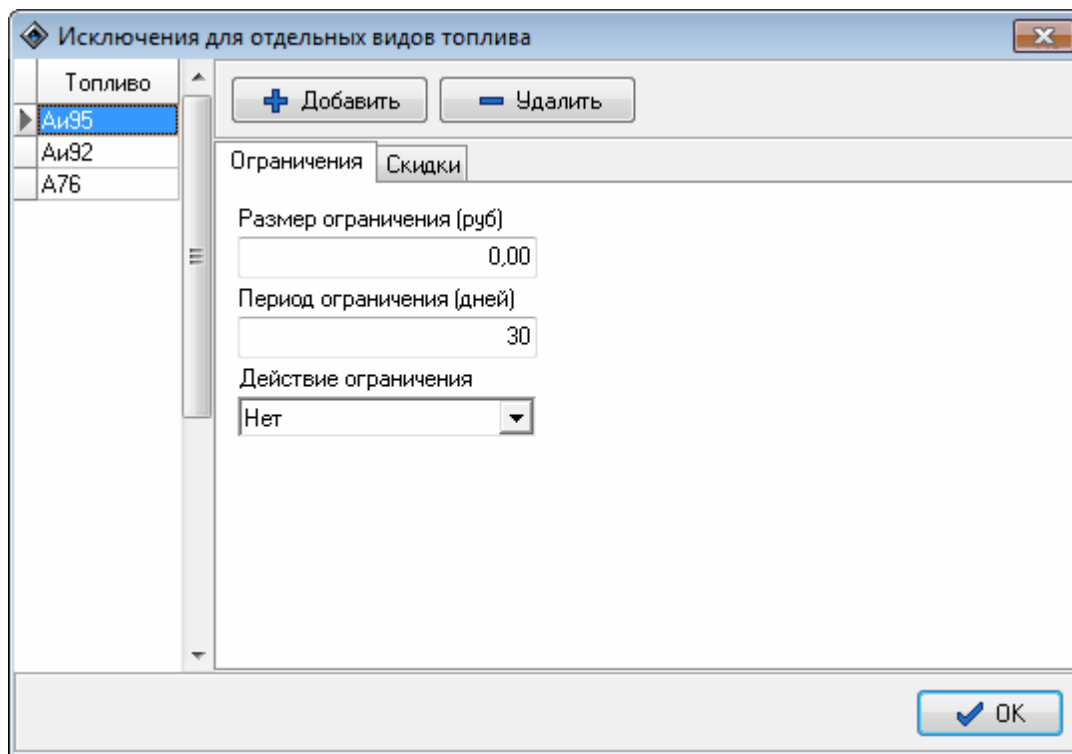 Исключения для отдельных видов топлива
Топливо
Аи95
Аи92
А76
Добавить
Удалить
Ограничения
Скидки
Размер ограничения (руб)
0,00
Период ограничения (дней)
30
Действие ограничения
Нет
OK